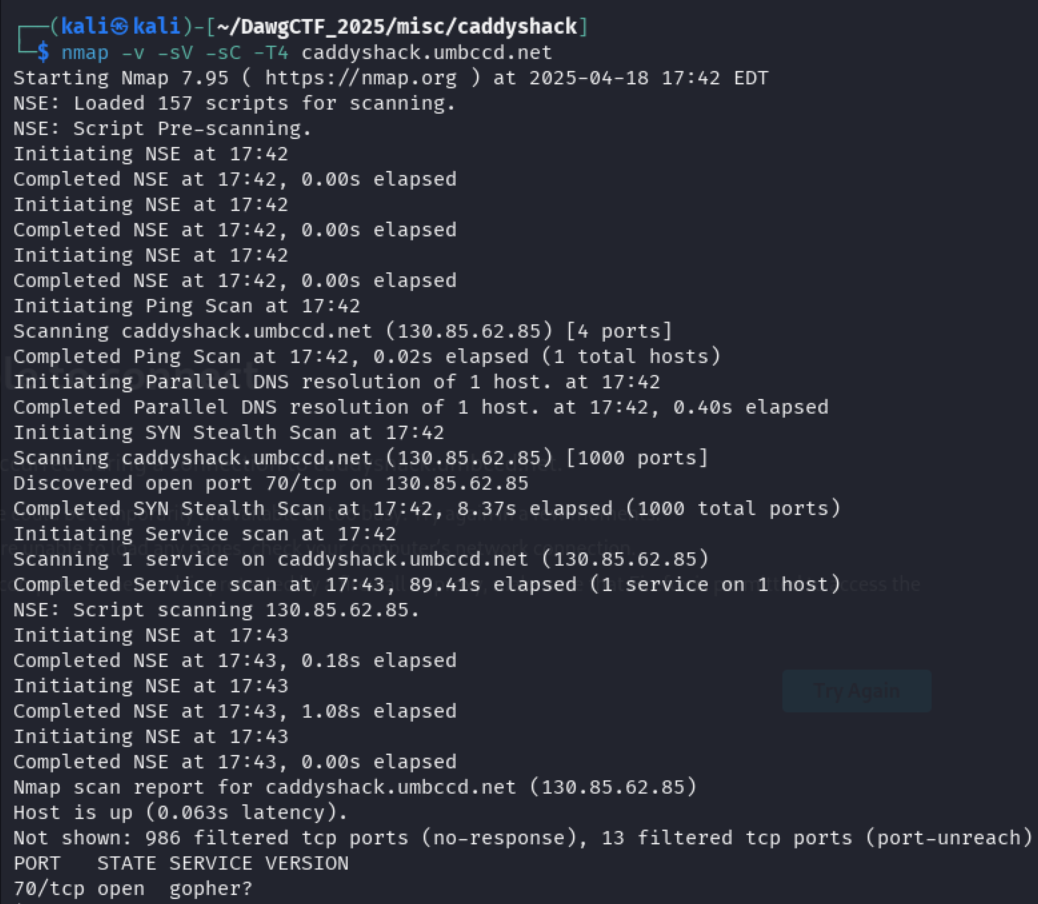 ┌──(kali㉿kali)-[~/DawgCTF_2025/misc/caddyshack]
└─$ nmap -v -sV -sC -T4 caddyshack.umbccd.net
Starting Nmap 7.95 ( https://nmap.org ) at 2025-04-18 17:42 EDT
NSE: Loaded 157 scripts for scanning.
NSE: Script Pre-scanning.
Initiating NSE at 17:42
Completed NSE at 17:42, 0.00s elapsed
Initiating NSE at 17:42
Completed NSE at 17:42, 0.00s elapsed
Initiating NSE at 17:42
Completed NSE at 17:42, 0.00s elapsed
Initiating Ping Scan at 17:42
Scanning caddyshack.umbccd.net (130.85.62.85) [4 ports]
Completed Ping Scan at 17:42, 0.02s elapsed (1 total hosts)
Initiating Parallel DNS resolution of 1 host. at 17:42
Completed Parallel DNS resolution of 1 host. at 17:42, 0.40s elapsed
Initiating SYN Stealth Scan at 17:42
Scanning caddyshack.umbccd.net (130.85.62.85) [1000 ports]
Discovered open port 70/tcp on 130.85.62.85
Completed SYN Stealth Scan at 17:42, 8.37s elapsed (1000 total ports)
Initiating Service scan at 17:42
Scanning 1 service on caddyshack.umbccd.net (130.85.62.85)
Completed Service scan at 17:43, 89.41s elapsed (1 service on 1 host)
NSE: Script scanning 130.85.62.85.
Initiating NSE at 17:43
Completed NSE at 17:43, 0.18s elapsed
Initiating NSE at 17:43
Try Again
Completed NSE at 17:43, 1.08s elapsed
Initiating NSE at 17:43
Completed NSE at 17:43, 0.00s elapsed
Nmap scan report for caddyshack.umbccd.net (130.85.62.85)
Host is up (0.063s latency).
Not shown: 986 filtered tcp ports (no-response), 13 filtered tcp ports (port-unreach)
PORT   STATE SERVICE VERSION
70/tcp open  gopher?